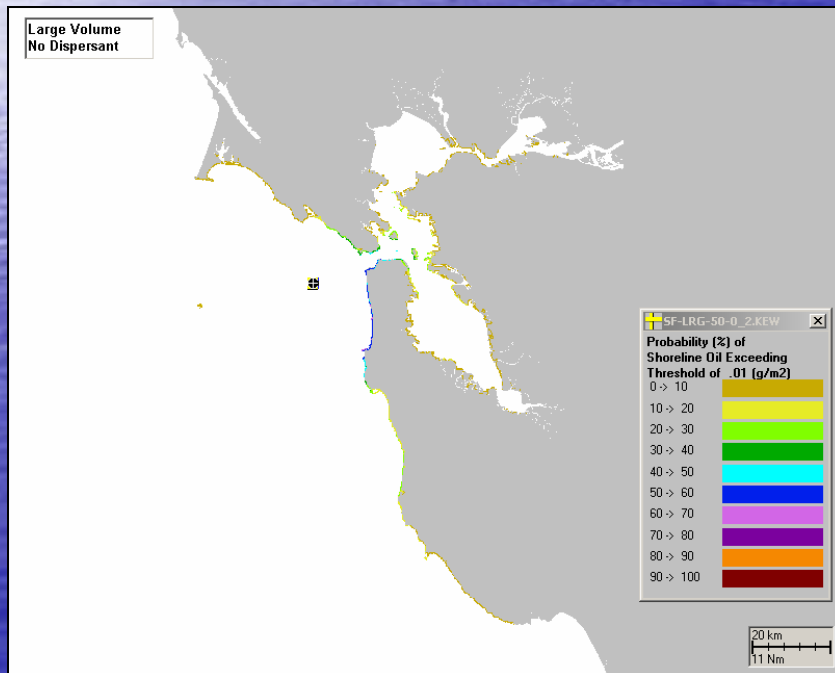 Large Volume
No Dispersant
SF-LRG-50-0_2.KEW
Probability (%) of
Shoreline Oil Exceeding
Threshold of .01 (g/m2)
0 -> 10
10 -> 20
20 -> 30
30 -> 40
40 -> 50
50 -> 60
60 -> 70
70 -> 80
80 -> 90
90 -> 100
20 km
11 Nm